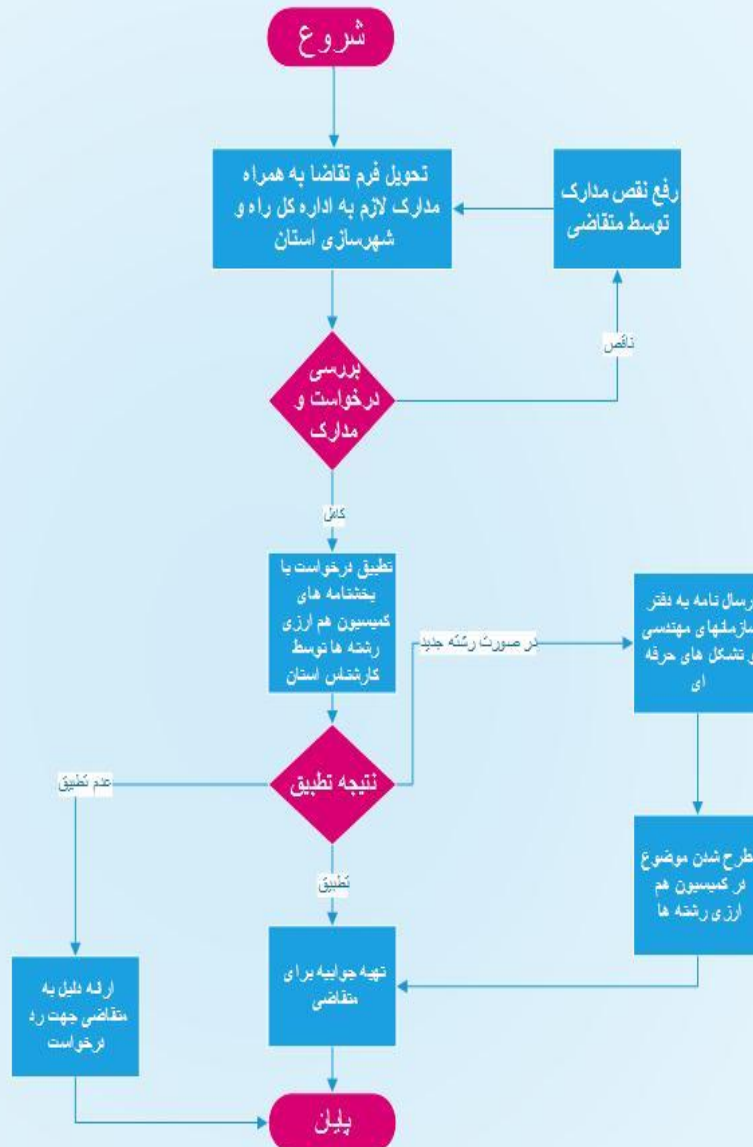 شروع
تحویل فرم تقاضا به همراه
مدارک لازم به اداره کل راه و
شهرسازی استان
رفع نقص مدارک
توسط متقاضی
ناقص
بررسی
درخواست و
مدارک
کامل
تطبیق درخواست با
بخشنامه های
کمیسیون هم ارزی
رشته ها توسط
کارشناس استان
در صورت رشته جدید
رسال نامه به دفتر
سازمانهای مهندسی
و تشکل های حرفه
ای
نتیجه تطبیق
عدم تطبیق
تطبیق
طرح شدن موضوع
در کمیسیون هم
ارزی رشته ها
ارائه دلیل به
متقاضی جهت رد
درخواست
تهیه جوابیه برای
متقاضی
پایان